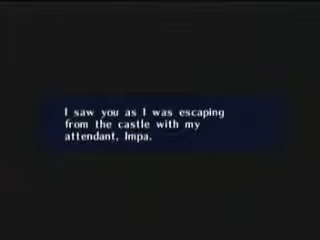 I saw you as I was escaping
from the castle with my
attendant, Impa.